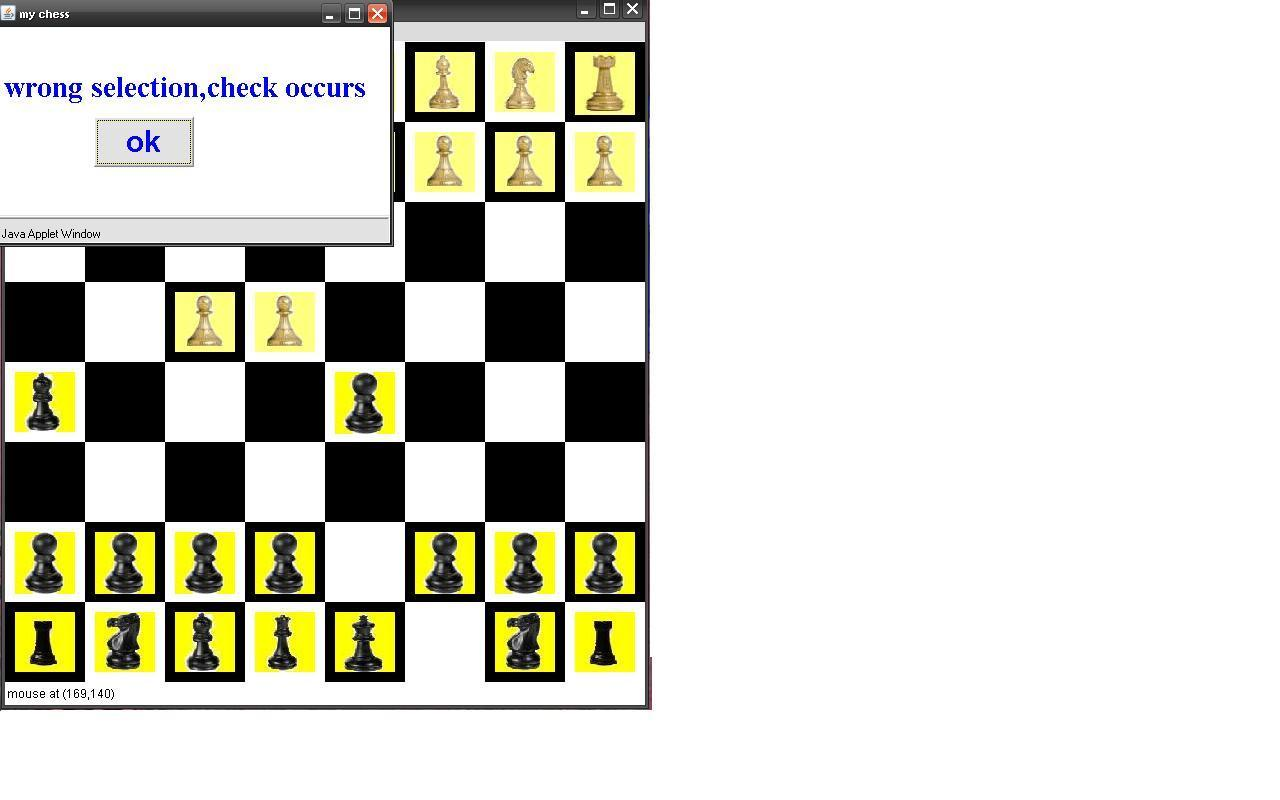 my chess
wrong selection,check occurs
ok
Java Applet Window
mouse at (169,140)